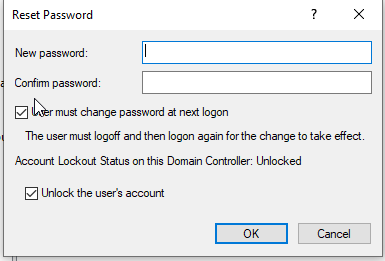 Reset Password ?
New password:
Confirm password:
User must change password at next logon
The user must logoff and then logon again for the change to take effect.
Account Lockout Status on this Domain Controller: Unlocked
Unlock the user's account
OK Cancel